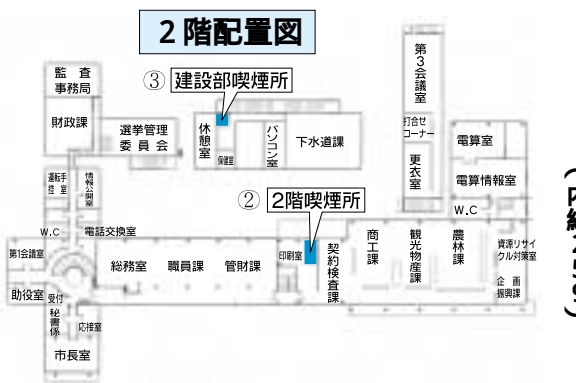 2階配置図
③ 建設部喫煙所
② 2階喫煙所
監査
事務局
財政課
選挙管理
委員会
休憩室
保健室
パソコン室
下水道課
第3会議室
打合せ
コーナー
更衣室
電算室
電算情報室
W.C
運転手
控室
情報公開室
W.C
電話交換室
第1会議室
助役室
受付
秘書係
応接室
市長室
総務室
職員課
管財課
印刷室
契約検査課
商工課
観光物産課
農林課
資源リサイ
クル対策室
企画
振興課